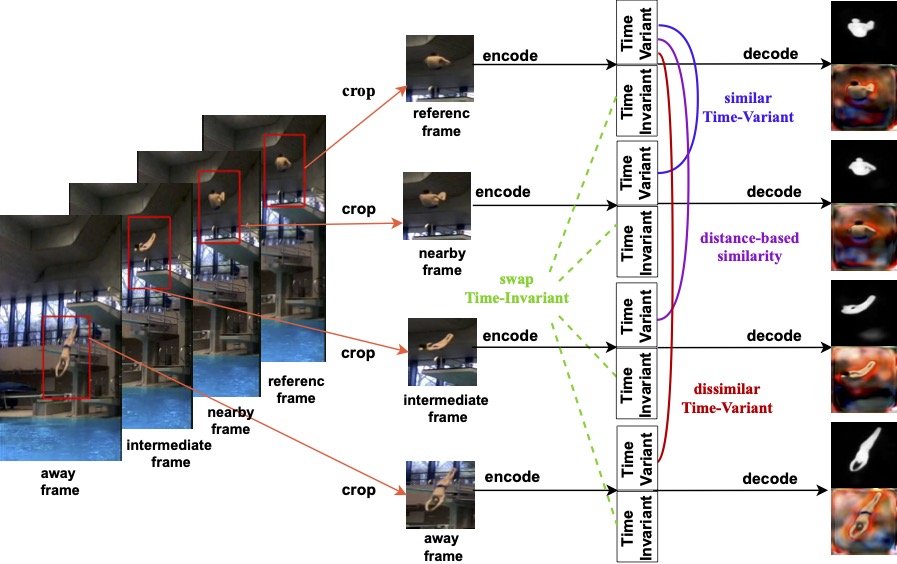 encode
decode
Time
Variant
crop
Time
Invariant
similar
Time-Variant
referenc
frame
encode
decode
Time
Variant
crop
Time
Invariant
nearby
frame
distance-based
similarity
swap
Time-Invariant
encode
decode
Time
Variant
crop
Time
Invariant
intermediate
frame
dissimilar
Time-Variant
referenc
frame
nearby
frame
intermediate
frame
away
frame
encode
decode
Time
Variant
crop
Time
Invariant
away
frame